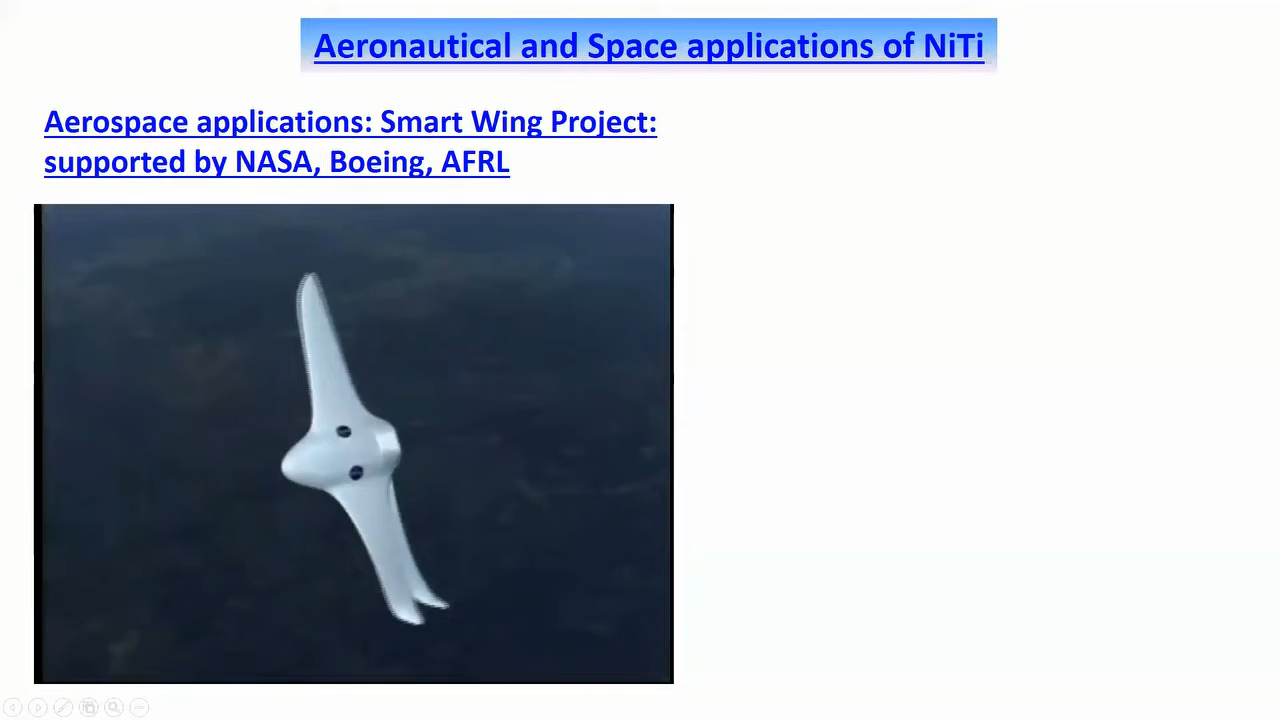 Aeronautical and Space applications of NiTi
Aerospace applications: Smart Wing Project:
supported by NASA, Boeing, AFRL